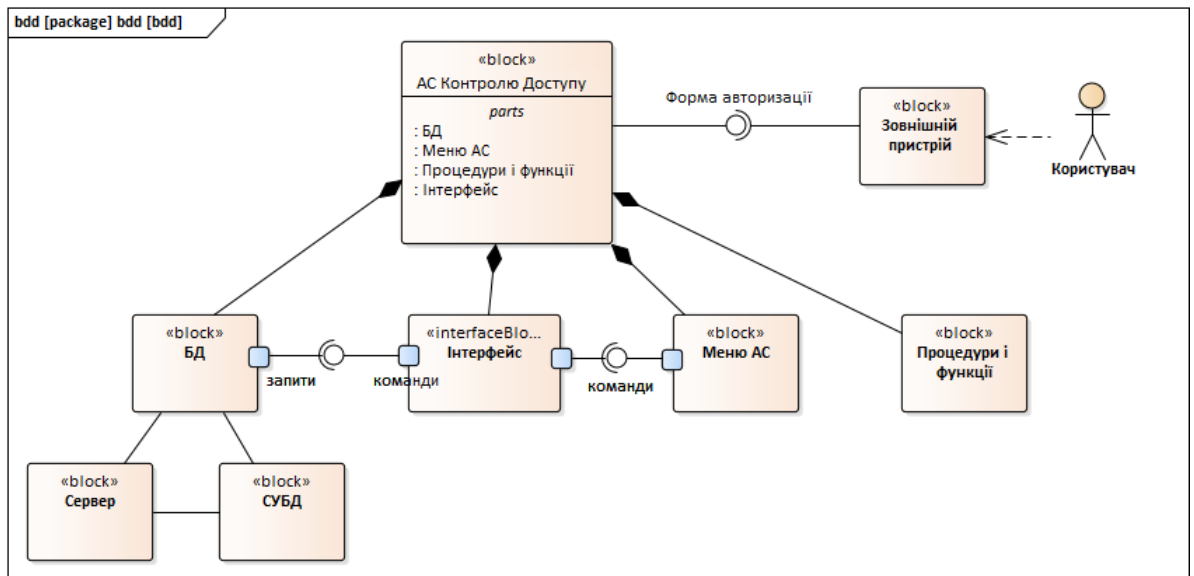 bdd [package] bdd [bdd]
«block»
АС Контролю Доступу
parts
: БД
: Меню АС
: Процедури і функції
: Інтерфейс
Форма авторизації
«block»
Зовнішній
пристрій
Користувач
«block»
БД
запити
«interfaceBlo...
Інтерфейс
команди
команди
«block»
Меню АС
«block»
Процедури і
функції
«block»
Сервер
«block»
СУБД